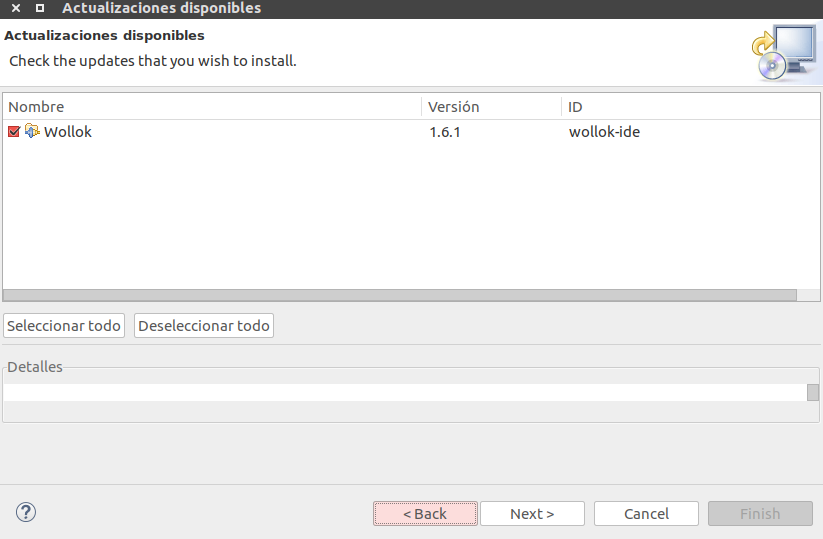 Actualizaciones disponibles
Actualizaciones disponibles
Check the updates that you wish to install.
Nombre Versión ID
Wollok 1.6.1 wollok-ide
Seleccionar todo Deseleccionar todo
Detalles
? < Back Next > Cancel Finish